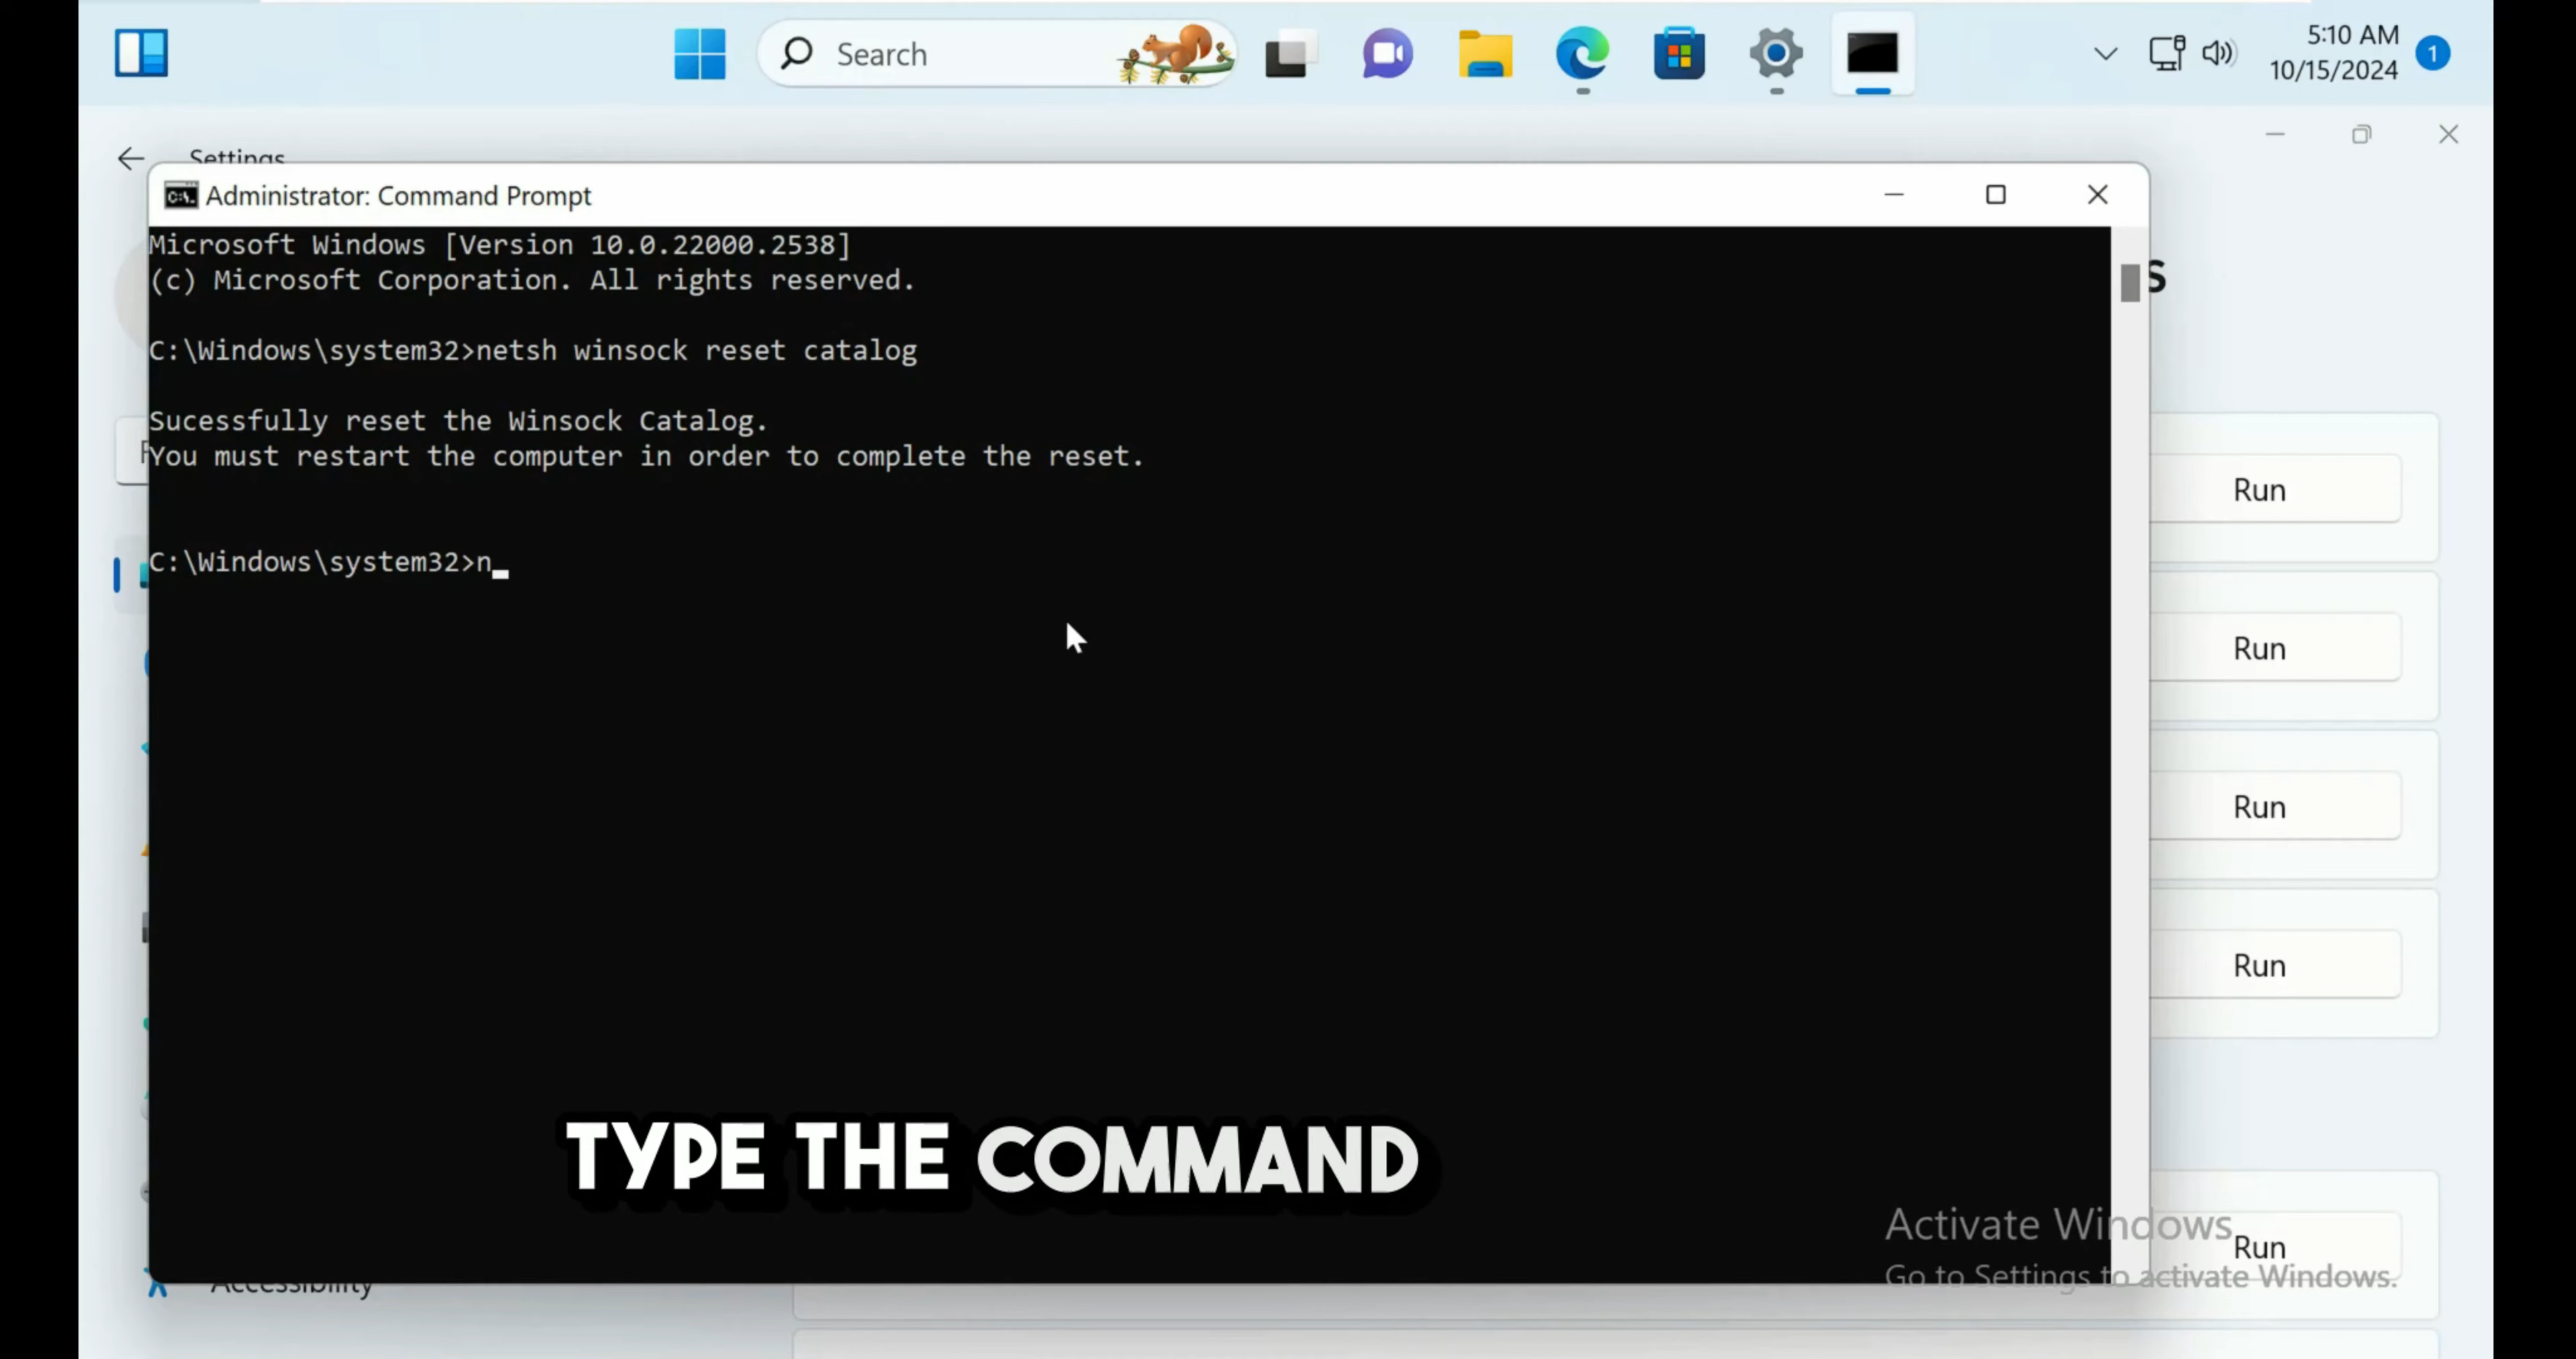 Search
5:10 AM
10/15/2024
1
Settings
Administrator: Command Prompt
Microsoft Windows [Version 10.0.22000.2538]
(c) Microsoft Corporation. All rights reserved.
C:\Windows\system32>netsh winsock reset catalog
Sucessfully reset the Winsock Catalog.
You must restart the computer in order to complete the reset.
C:\Windows\system32>n_
s
Run
Run
Run
Run
Run
TYPE THE COMMAND
Activate Windows
Go to Settings to activate Windows.
Accessibility